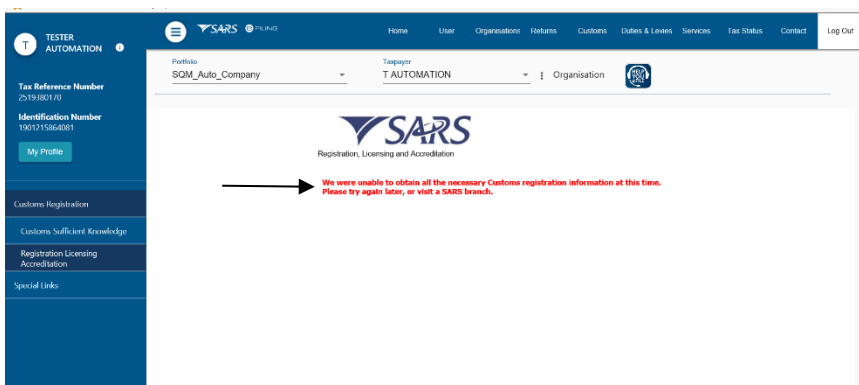 T
TESTER
AUTOMATION
Tax Reference Number
2519380170
Identification Number
1901215864081
My Profile
Customs Registration
Customs Sufficient Knowledge
Registration Licensing
Accreditation
Special Links
SARS eFILING
Home User Organisations Returns Customs Duties & Levies Services Tax Status Contact Log Out
Portfolio
SQM_Auto_Company
Taxpayer
T AUTOMATION
Organisation
SARS
Registration, Licensing and Accreditation
We were unable to obtain all the necessary Customs registration information at this time.
Please try again later, or visit a SARS branch.